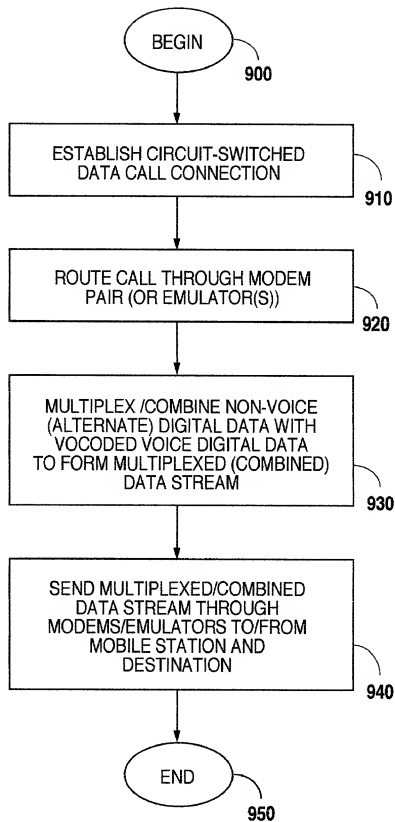 BEGIN
900
ESTABLISH CIRCUIT-SWITCHED
DATA CALL CONNECTION
910
ROUTE CALL THROUGH MODEM
PAIR (OR EMULATOR(S))
920
MULTIPLEX /COMBINE NON-VOICE
(ALTERNATE) DIGITAL DATA WITH
VOCODED VOICE DIGITAL DATA
TO FORM MULTIPLEXED (COMBINED)
DATA STREAM
930
SEND MULTIPLEXED/COMBINED
DATA STREAM THROUGH
MODEMS/EMULATORS TO/FROM
MOBILE STATION AND
DESTINATION
940
END
950